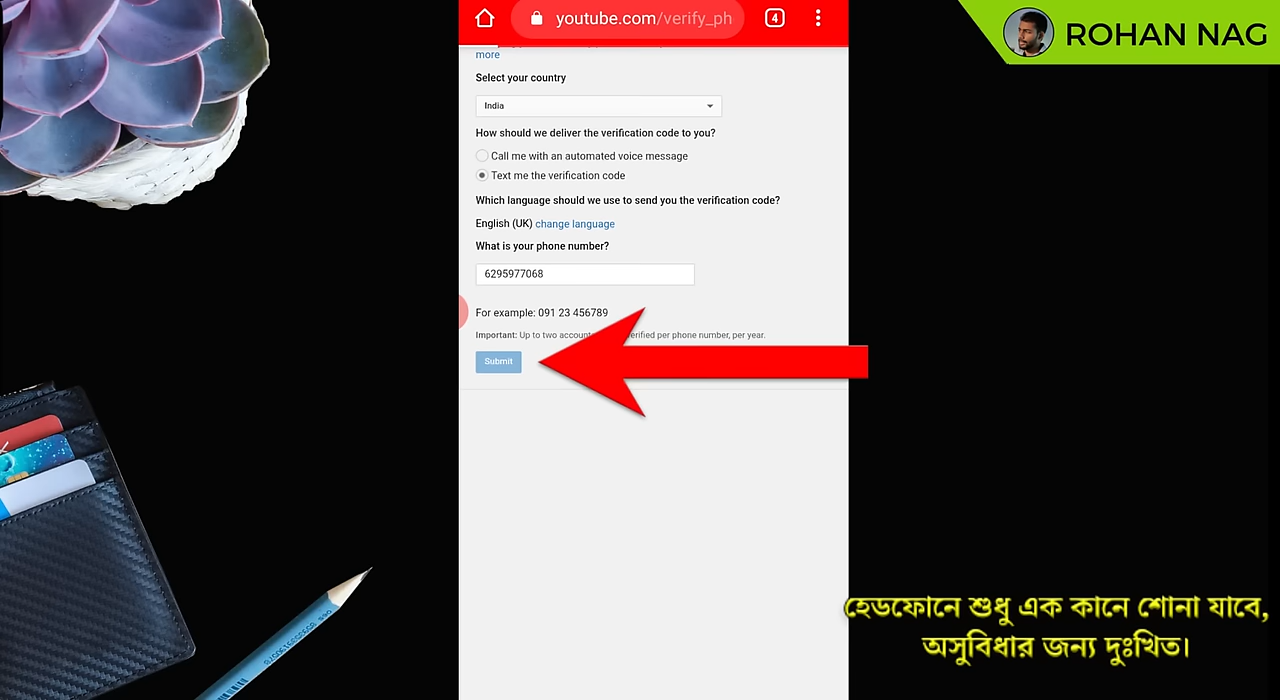 youtube.com/verify_ph
4
ROHAN NAG
more
Select your country
India
How should we deliver the verification code to you?
Call me with an automated voice message
Text me the verification code
Which language should we use to send you the verification code?
English (UK) change language
What is your phone number?
6295977068
For example: 091 23 456789
Important: Up to two account erified per phone number, per year.
Submit
হেডফোনে শুধু এক কানে শোনা যাবে,
অসুবিধার জন্য দুঃখিত।